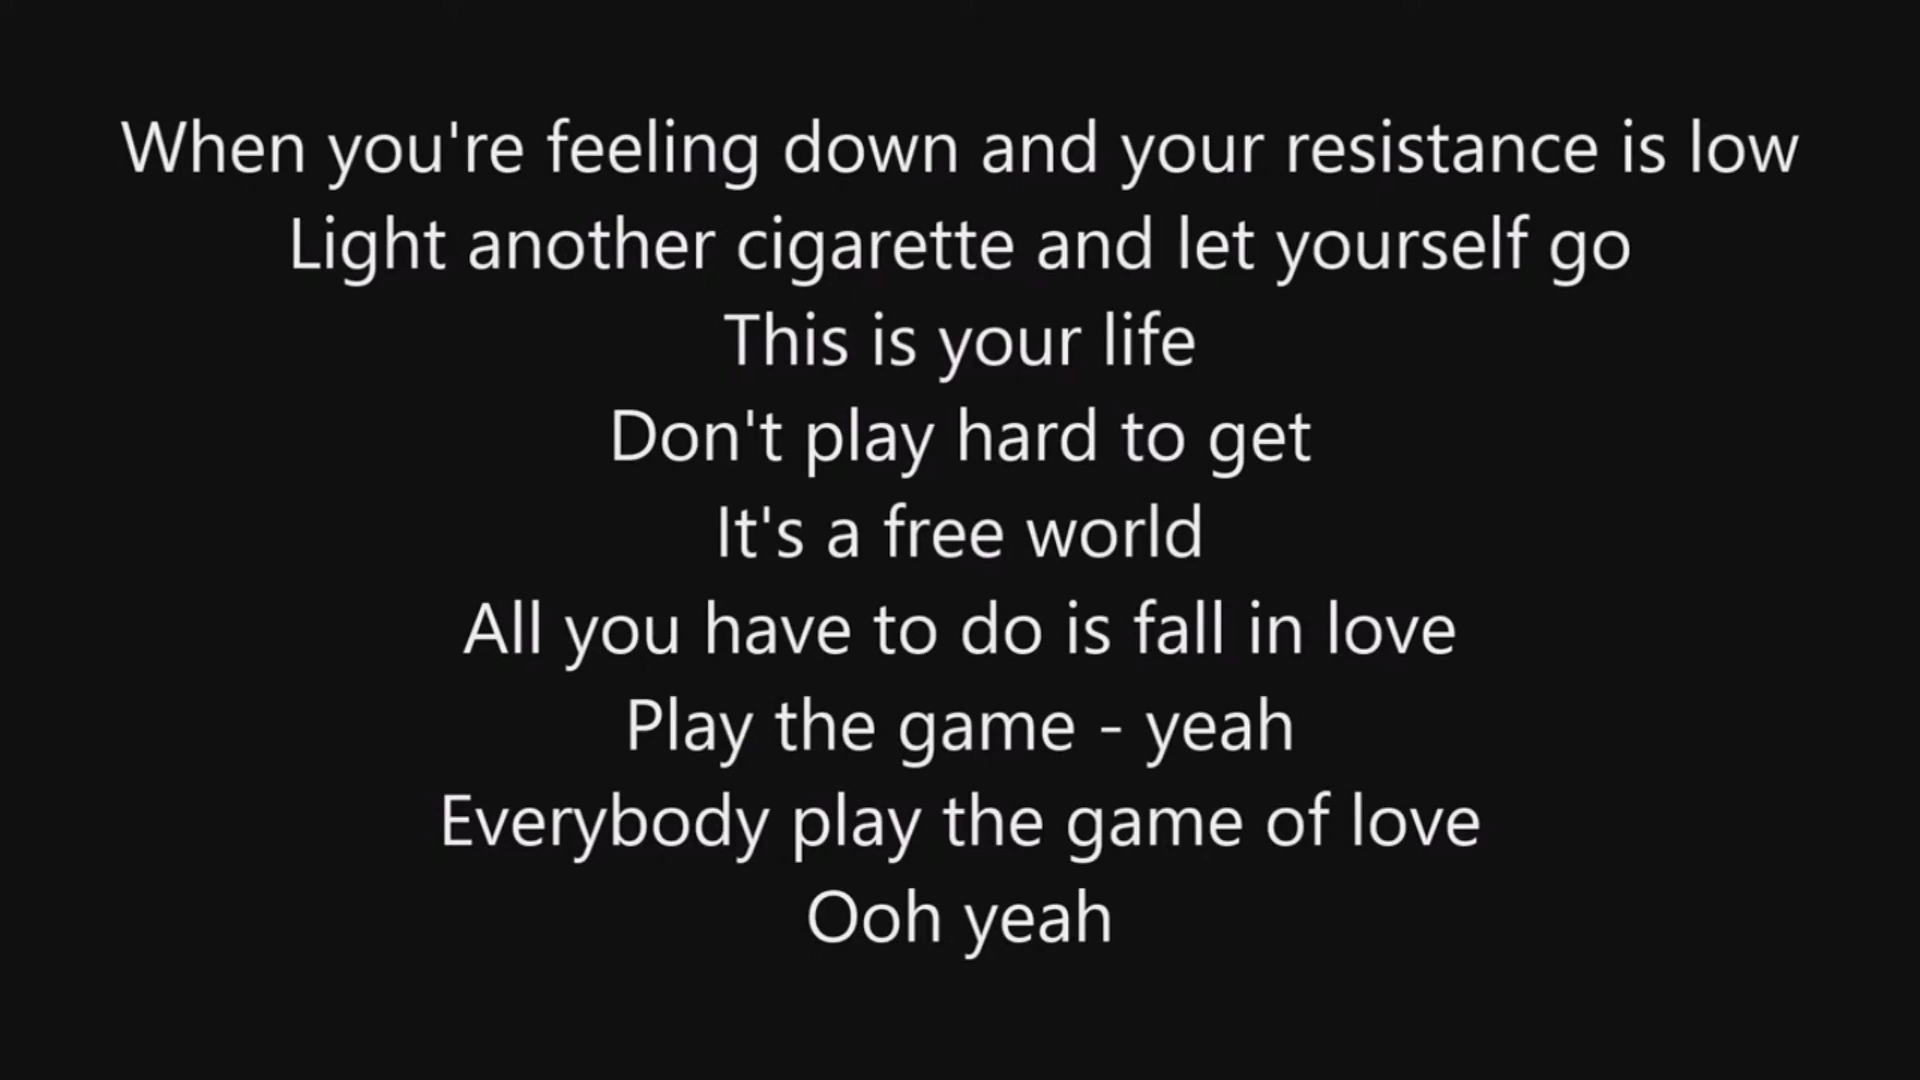 When you're feeling down and your resistance is low
Light another cigarette and let yourself go
This is your life
Don't play hard to get
It's a free world
All you have to do is fall in love
Play the game - yeah
Everybody play the game of love
Ooh yeah